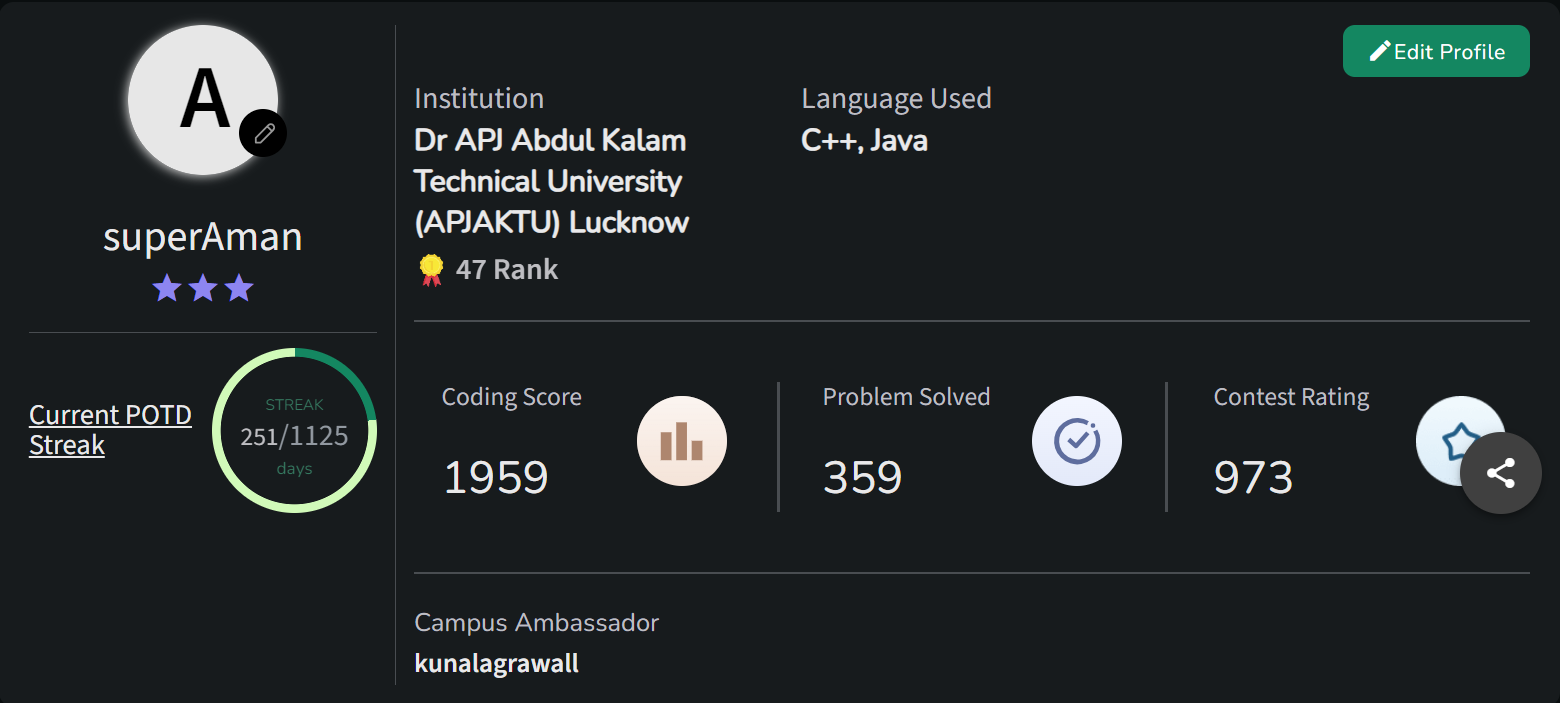 A
superAman
Current POTD
Streak
STREAK
251/1125
days
Edit Profile
Institution
Dr APJ Abdul Kalam
Technical University
(APJAKTU) Lucknow
47 Rank
Language Used
C++, Java
Coding Score
1959
Problem Solved
359
Contest Rating
973
Campus Ambassador
kunalagrawall